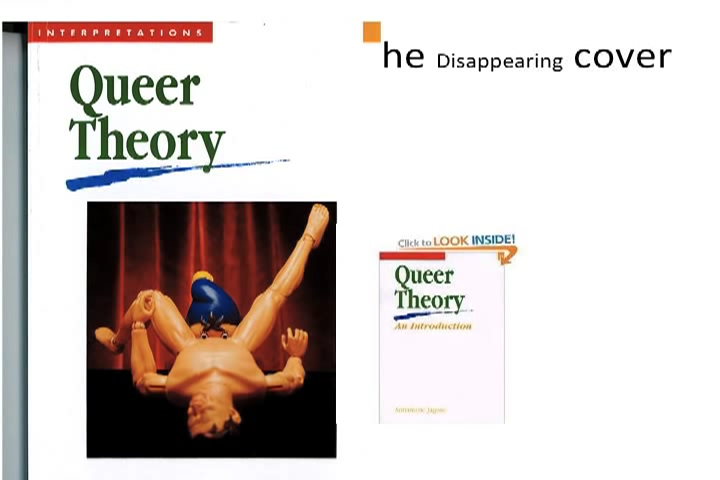 INTERPRETATIONS
Queer
Theory
he Disappearing cover
Click to LOOK INSIDE!
Queer
Theory
An Introduction